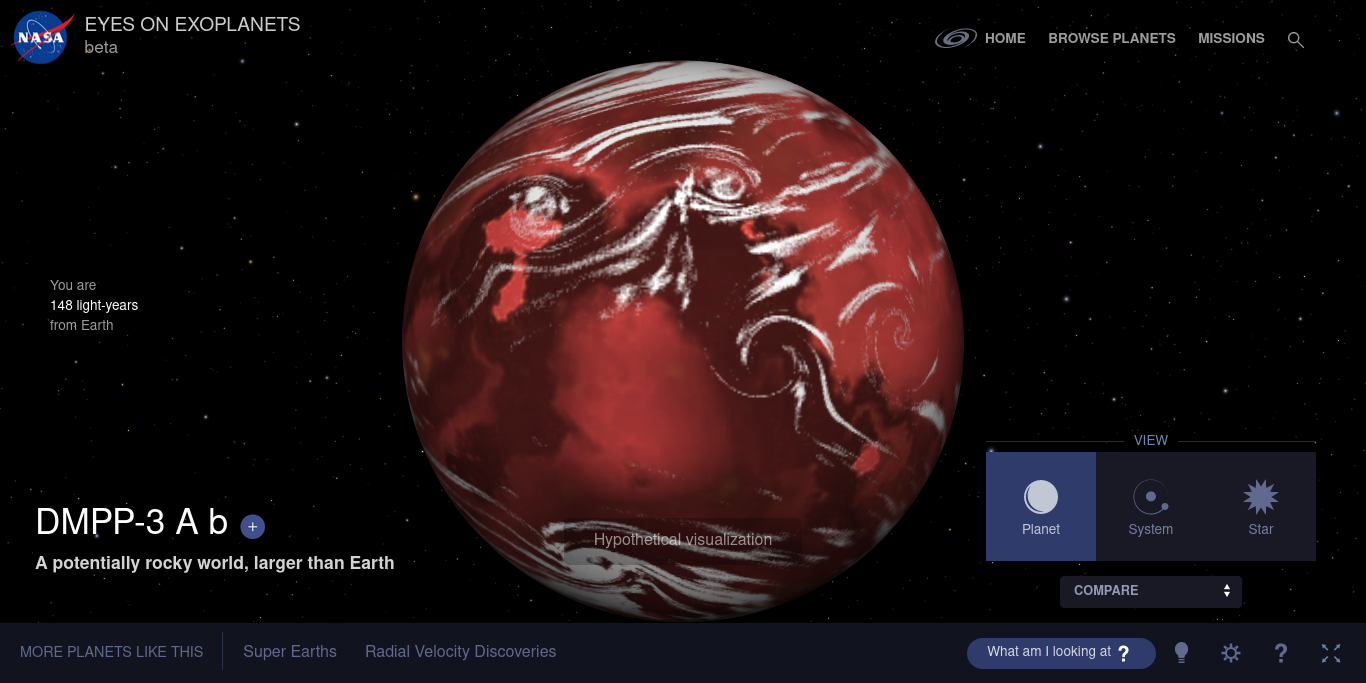 NASA
EYES ON EXOPLANETS
beta
HOME BROWSE PLANETS MISSIONS
You are
148 light-years
from Earth
VIEW
Planet System Star
DMPP-3 A b +
Hypothetical visualization
A potentially rocky world, larger than Earth
COMPARE
MORE PLANETS LIKE THIS Super Earths Radial Velocity Discoveries What am I looking at ? ?